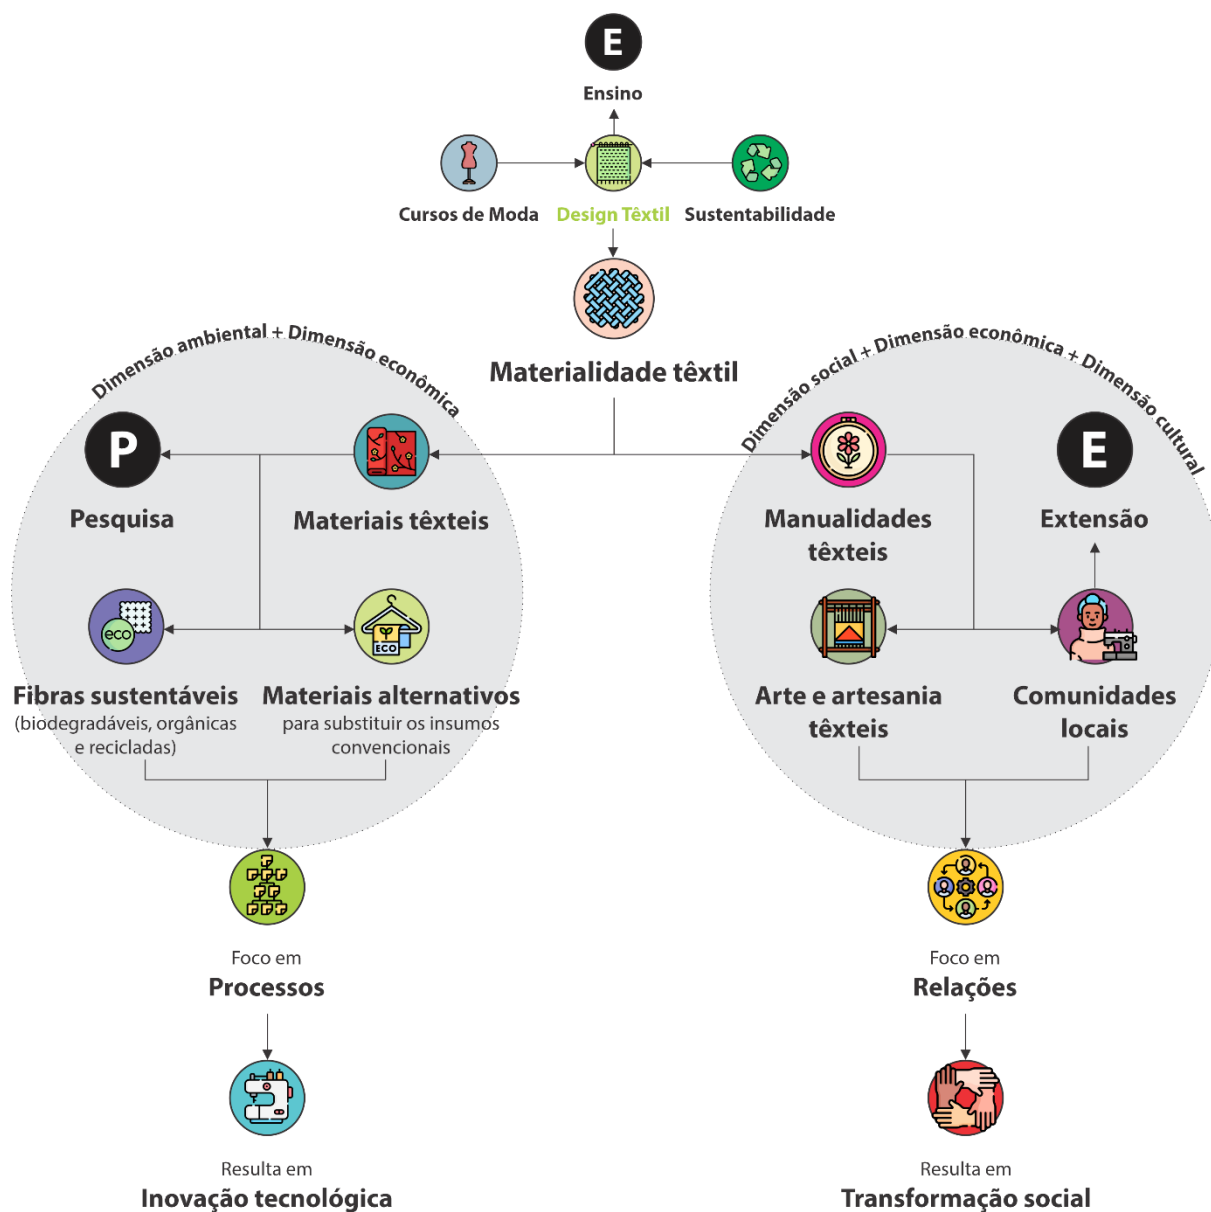 E
Ensino
Cursos de Moda
Design Têxtil
Sustentabilidade
Materialidade têxtil
Dimensão ambiental + Dimensão econômica
P
Pesquisa
Materiais têxteis
eco
Fibras sustentáveis
(biodegradáveis, orgânicas
e recicladas)
ECO
Materiais alternativos
para substituir os insumos
convencionais
Foco em
Processos
Resulta em
Inovação tecnológica
Dimensão social + Dimensão econômica + Dimensão cultural
Manualidades
têxteis
E
Extensão
Arte e artesania
têxteis
Comunidades
locais
Foco em
Relações
Resulta em
Transformação social